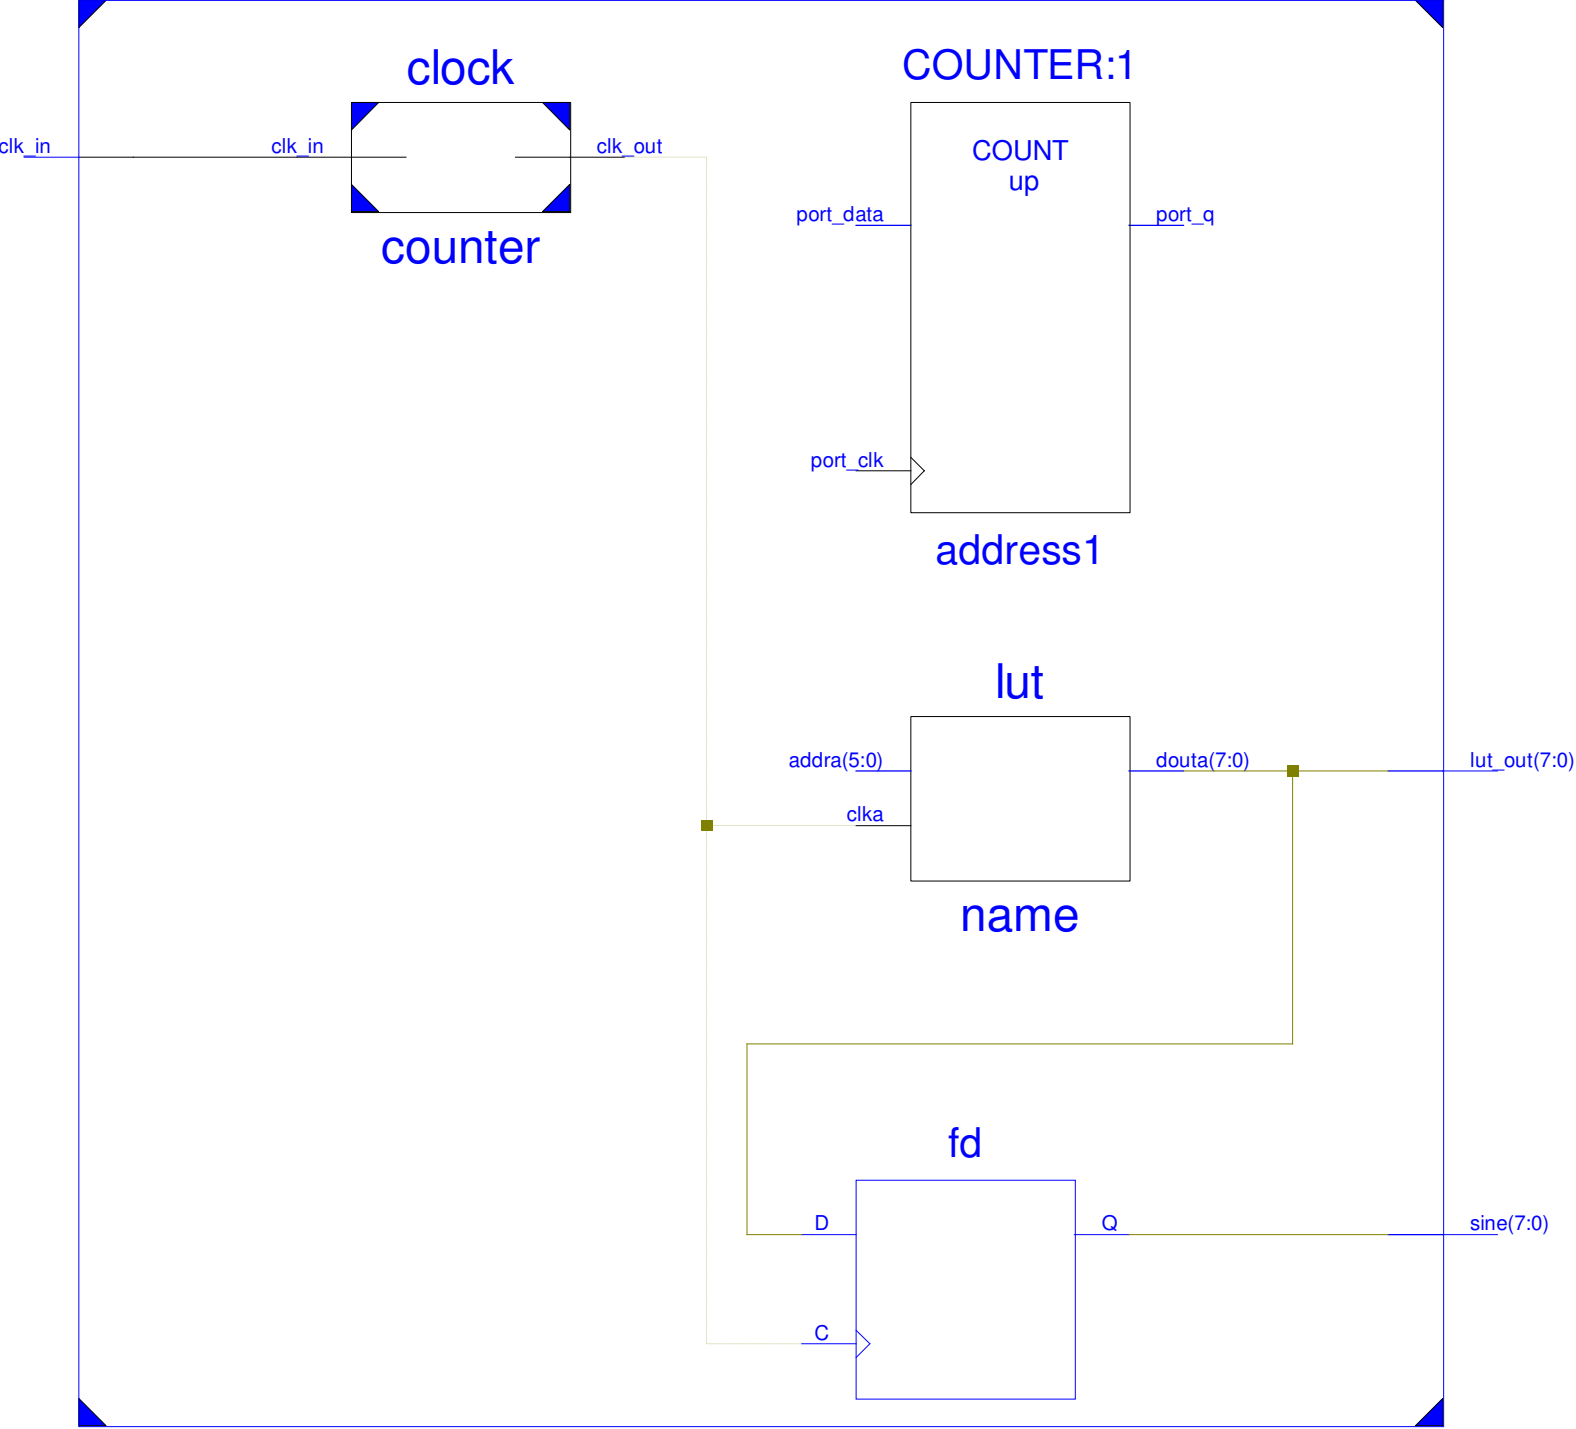 clock
COUNTER:1
clk_in
clk_in
clk_out
COUNT
up
port_data
port_q
counter
port_clk
address1
lut
addra(5:0)
douta(7:0)
lut_out(7:0)
clka
name
fd
D
Q
sine(7:0)
C